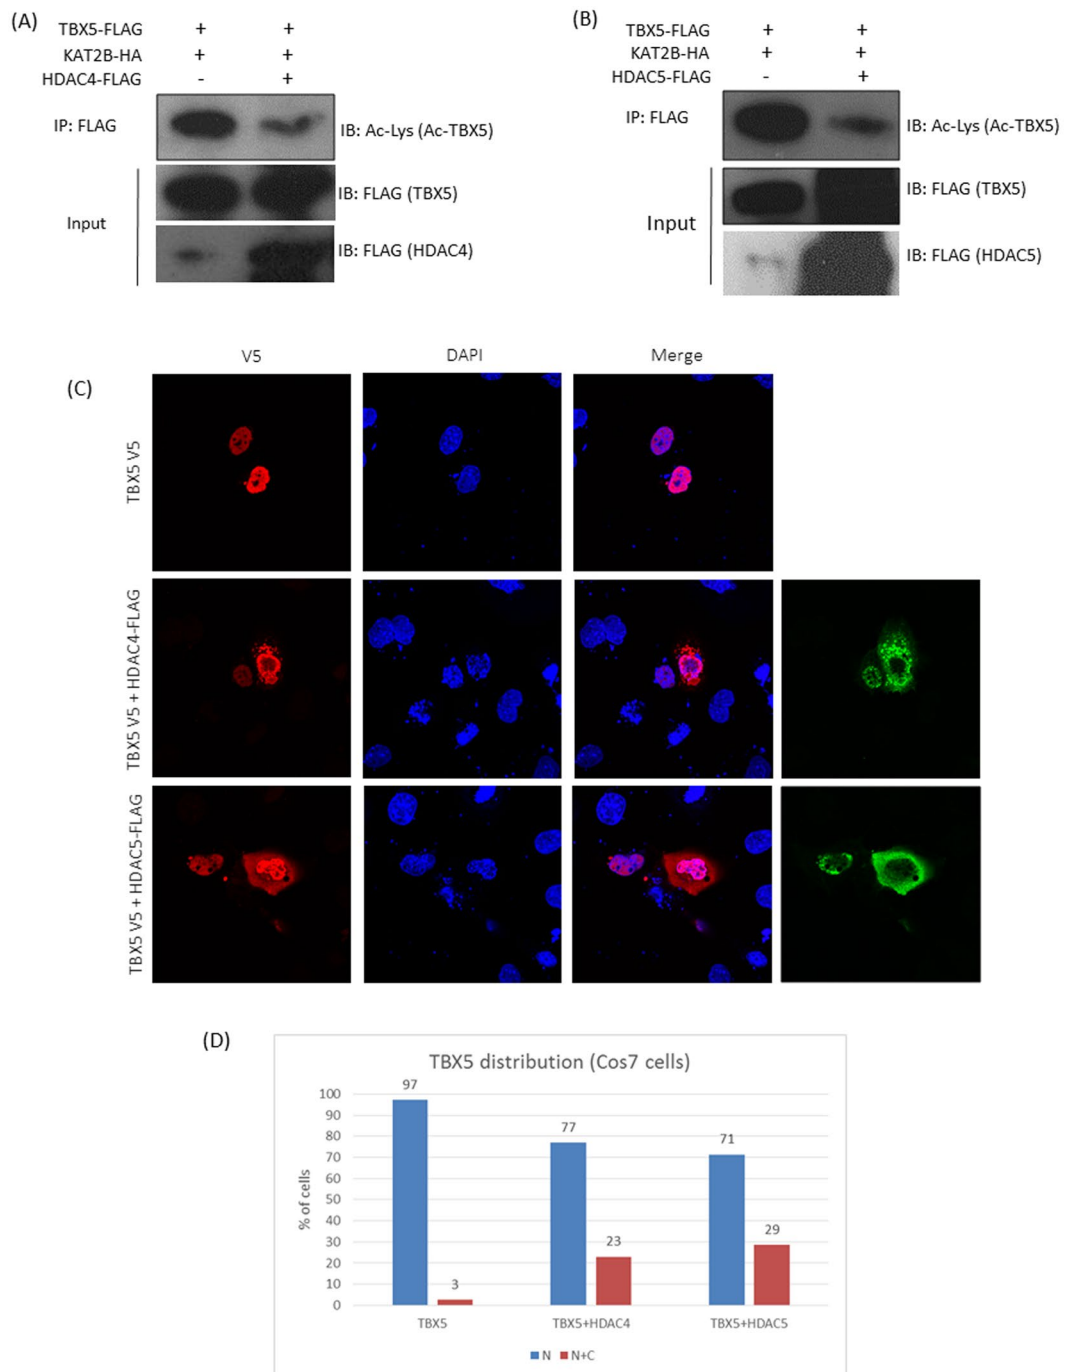 (A)
TBX5-FLAG + +
KAT2B-HA + +
HDAC4-FLAG - +
IP: FLAG
IB: Ac-Lys (Ac-TBX5)
Input
IB: FLAG (TBX5)
IB: FLAG (HDAC4)
(B)
TBX5-FLAG + +
KAT2B-HA + +
HDAC5-FLAG - +
IP: FLAG
IB: Ac-Lys (Ac-TBX5)
Input
IB: FLAG (TBX5)
IB: FLAG (HDAC5)
(C)
V5 DAPI Merge
TBX5 V5
TBX5 V5 + HDAC4-FLAG
TBX5 V5 + HDAC5-FLAG
(D)
TBX5 distribution (Cos7 cells)
% of cells
100
90
80
70
60
50
40
30
20
10
0
97
3
77
23
71
29
TBX5 TBX5+HDAC4 TBX5+HDAC5
N N+C